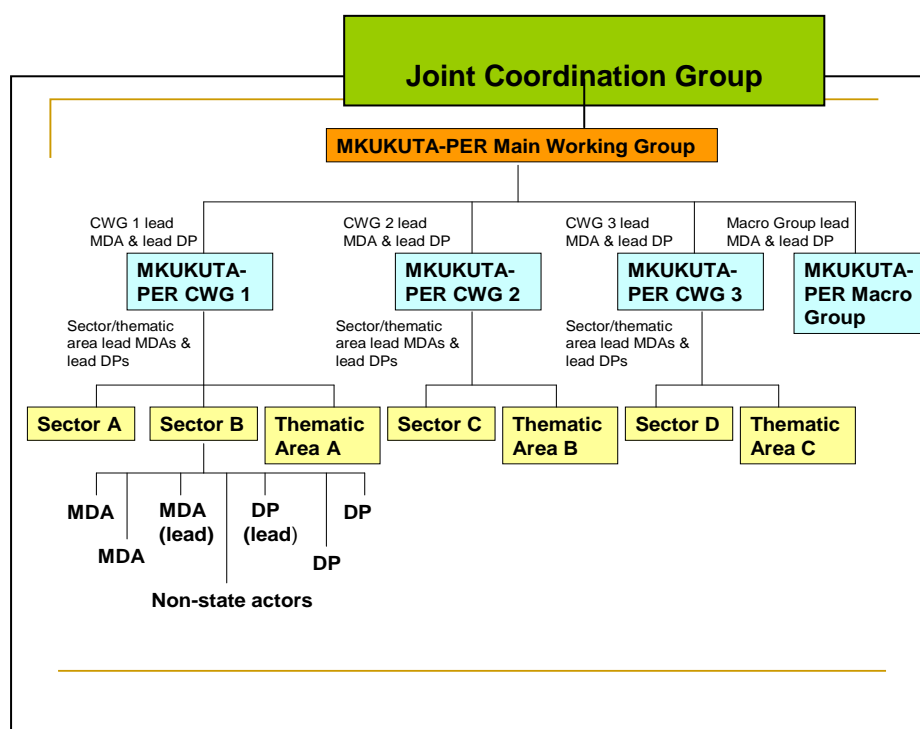 Joint Coordination Group
MKUKUTA-PER Main Working Group
CWG 1 lead
MDA & lead DP
CWG 2 lead
MDA & lead DP
CWG 3 lead
MDA & lead DP
Macro Group lead
MDA & lead DP
MKUKUTA-
PER CWG 1
MKUKUTA-
PER CWG 2
MKUKUTA-
PER CWG 3
MKUKUTA-
PER Macro
Group
Sector/thematic
area lead MDAs &
lead DPs
Sector/thematic
area lead MDAs &
lead DPs
Sector/thematic
area lead MDAs &
lead DPs
Sector A
Sector B
Thematic
Area A
Sector C
Thematic
Area B
Sector D
Thematic
Area C
MDA
MDA
MDA
(lead)
DP
(lead)
DP
DP
Non-state actors